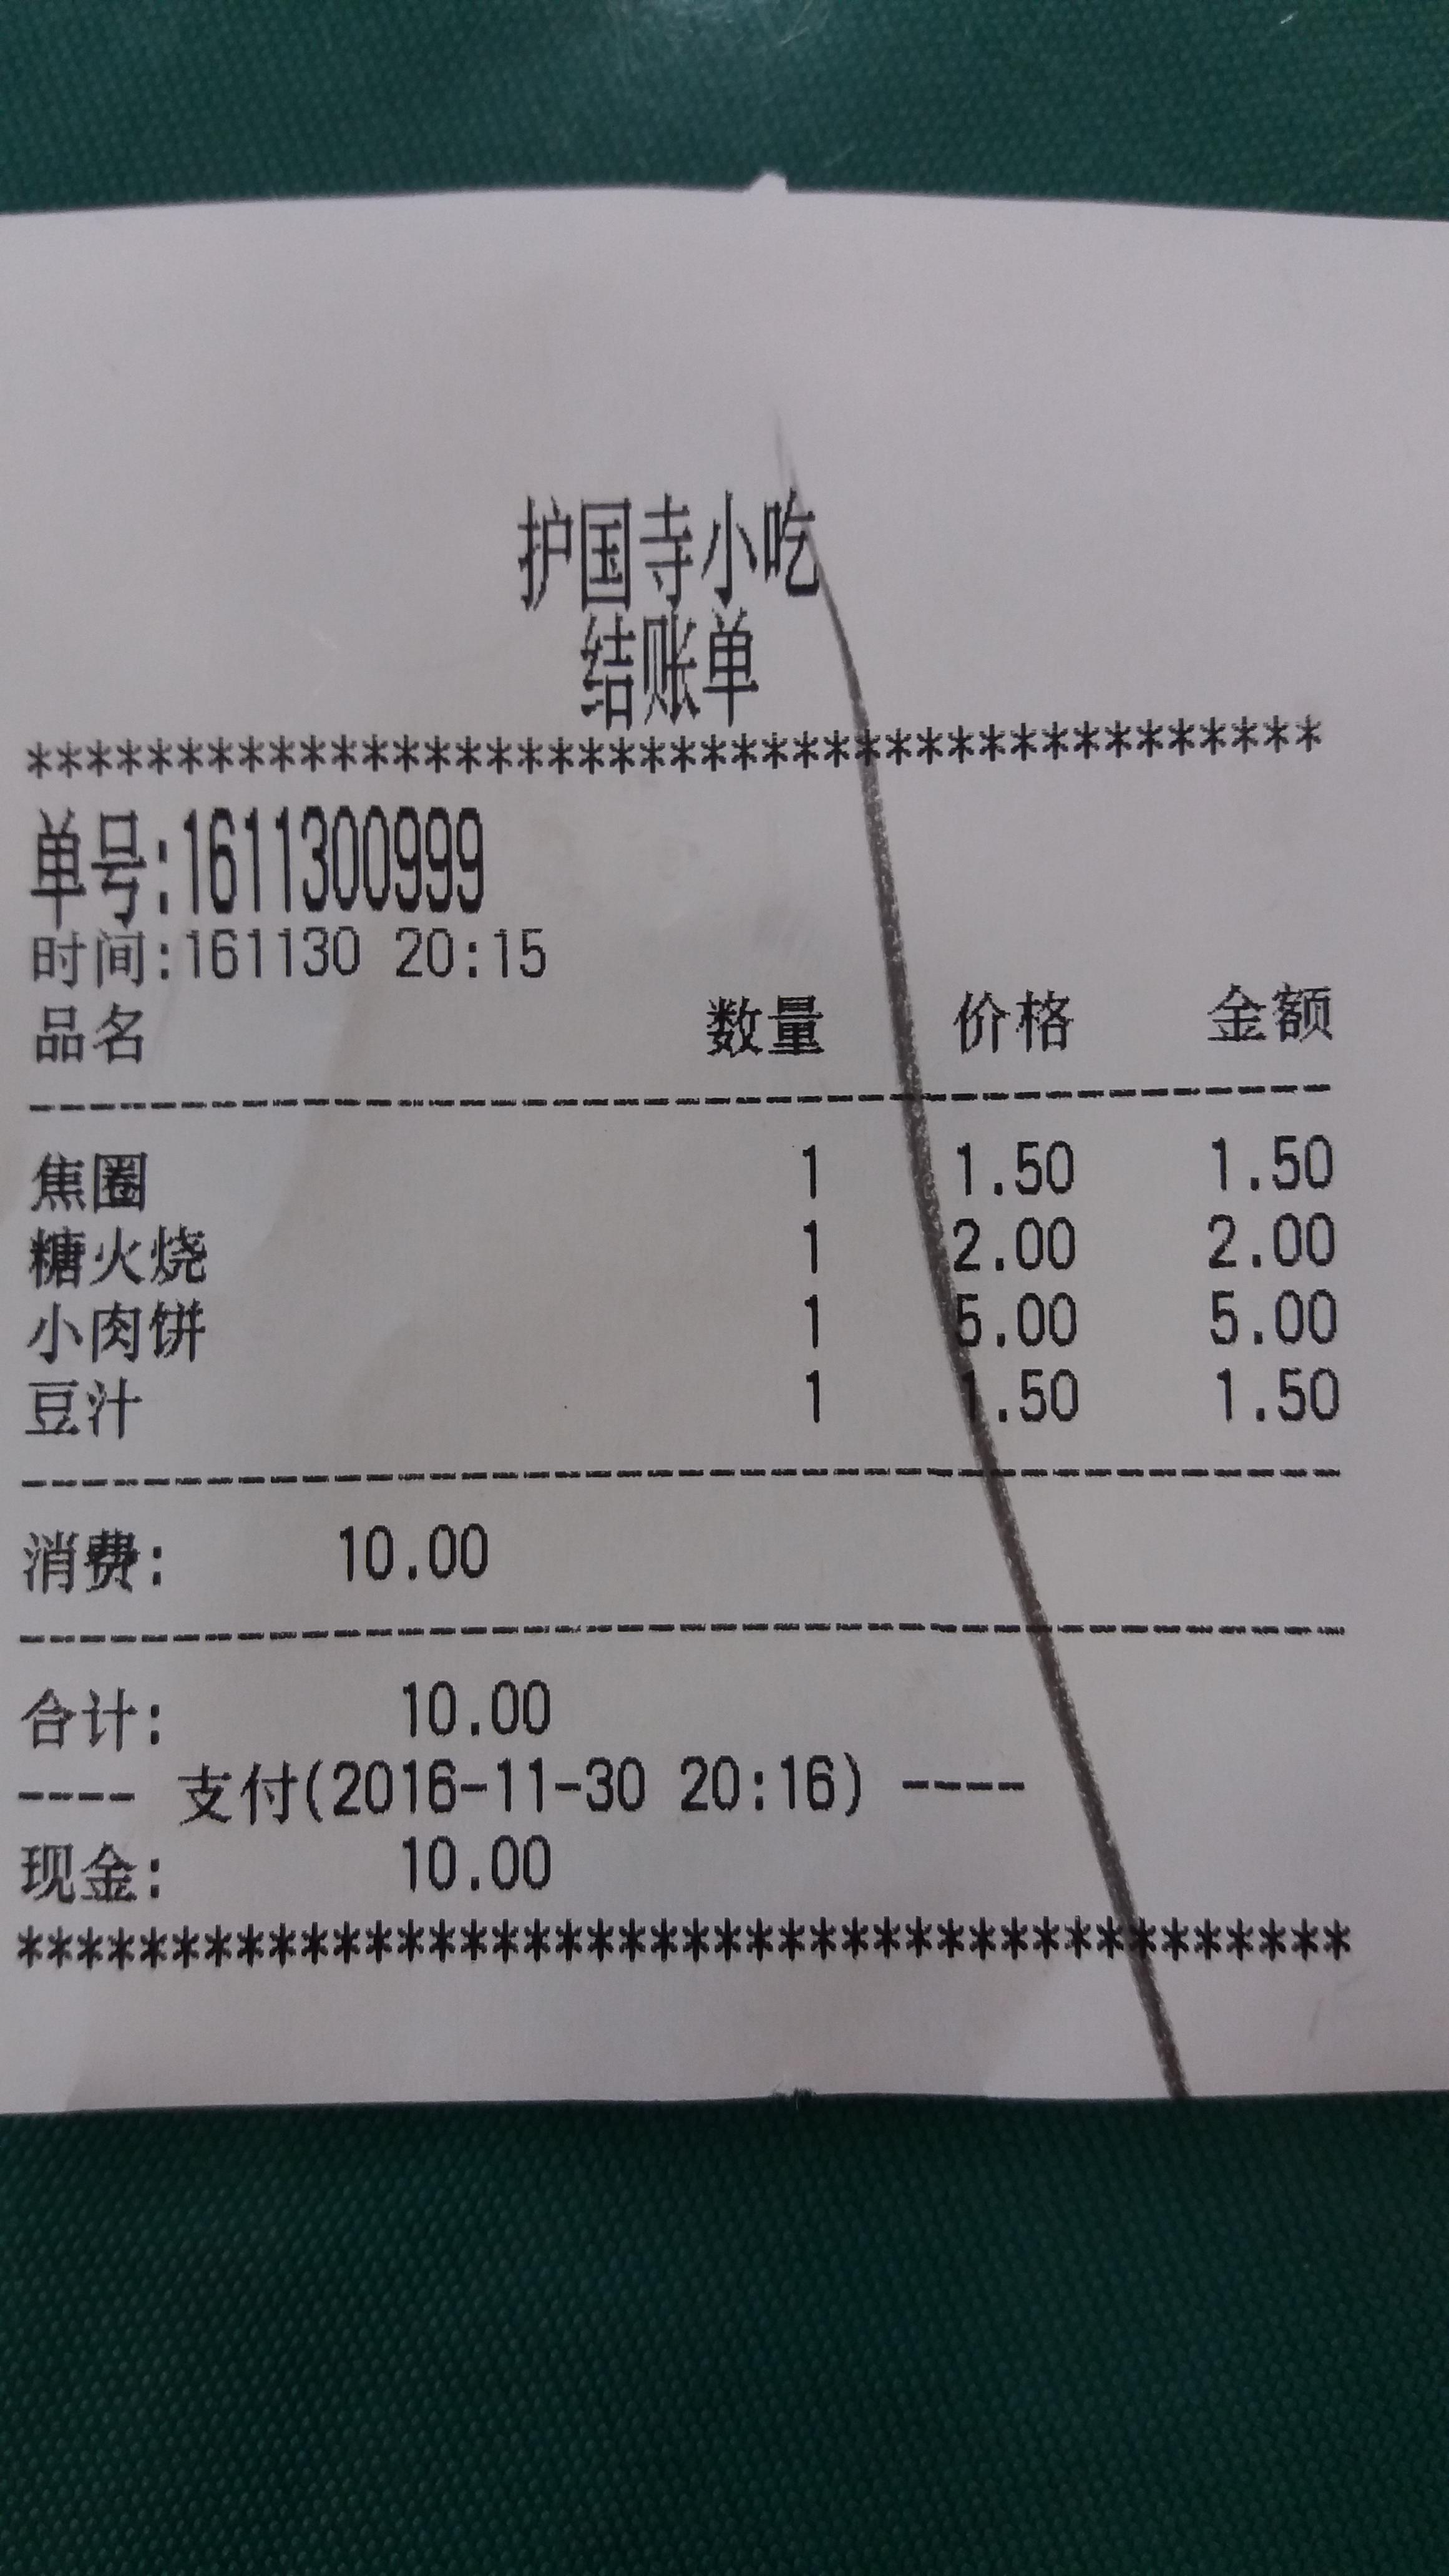 护国寺小吃
结账单
*******************************************
单号:1611300999
时间:161130 20:15
品名 数量 价格 金额
------------------------------------------
焦圈 1 1.50 1.50
糖火烧 1 2.00 2.00
小肉饼 1 5.00 5.00
豆汁 1 1.50 1.50
------------------------------------------
消费: 10.00
------------------------------------------
合计: 10.00
---- 支付(2016-11-30 20:16) ----
现金: 10.00
******************************************